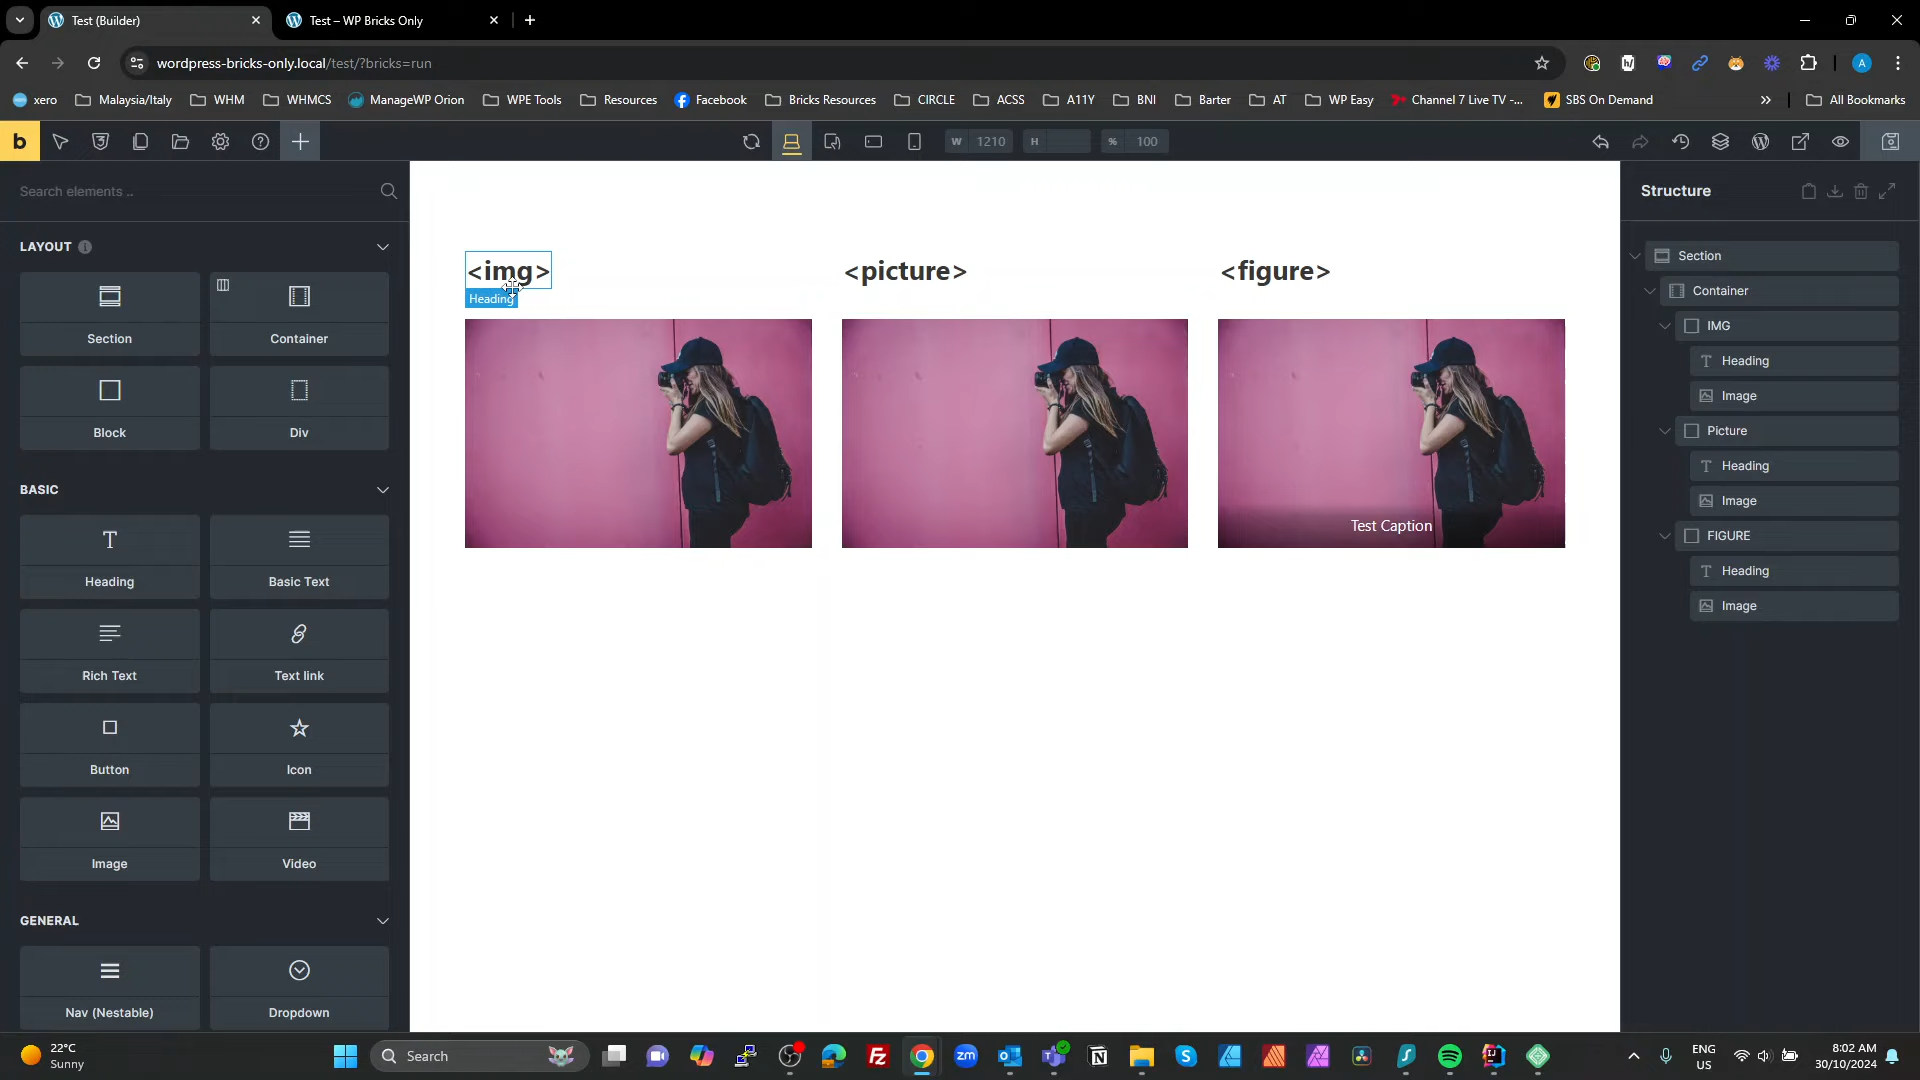 Test (Builder)
Test – WP Bricks Only
wordpress-bricks-only.local/test/?bricks=run
A
xero
Malaysia/Italy
WHM
WHMCS
ManageWP Orion
WPE Tools
Resources
Facebook
Bricks Resources
CIRCLE
ACSS
A11Y
BNI
Barter
AT
WP Easy
Channel 7 Live TV -...
SBS On Demand
All Bookmarks
b
W 1210
H
% 100
Search elements ..
LAYOUT
Section
Container
Block
Div
BASIC
Heading
Basic Text
Rich Text
Text link
Button
Icon
Image
Video
GENERAL
Nav (Nestable)
Dropdown
<img>
Heading
<picture>
<figure>
Test Caption
Structure
Section
Container
IMG
Heading
Image
Picture
Heading
Image
FIGURE
Heading
Image
22°C
Sunny
Search
ENG
US
8:02 AM
30/10/2024